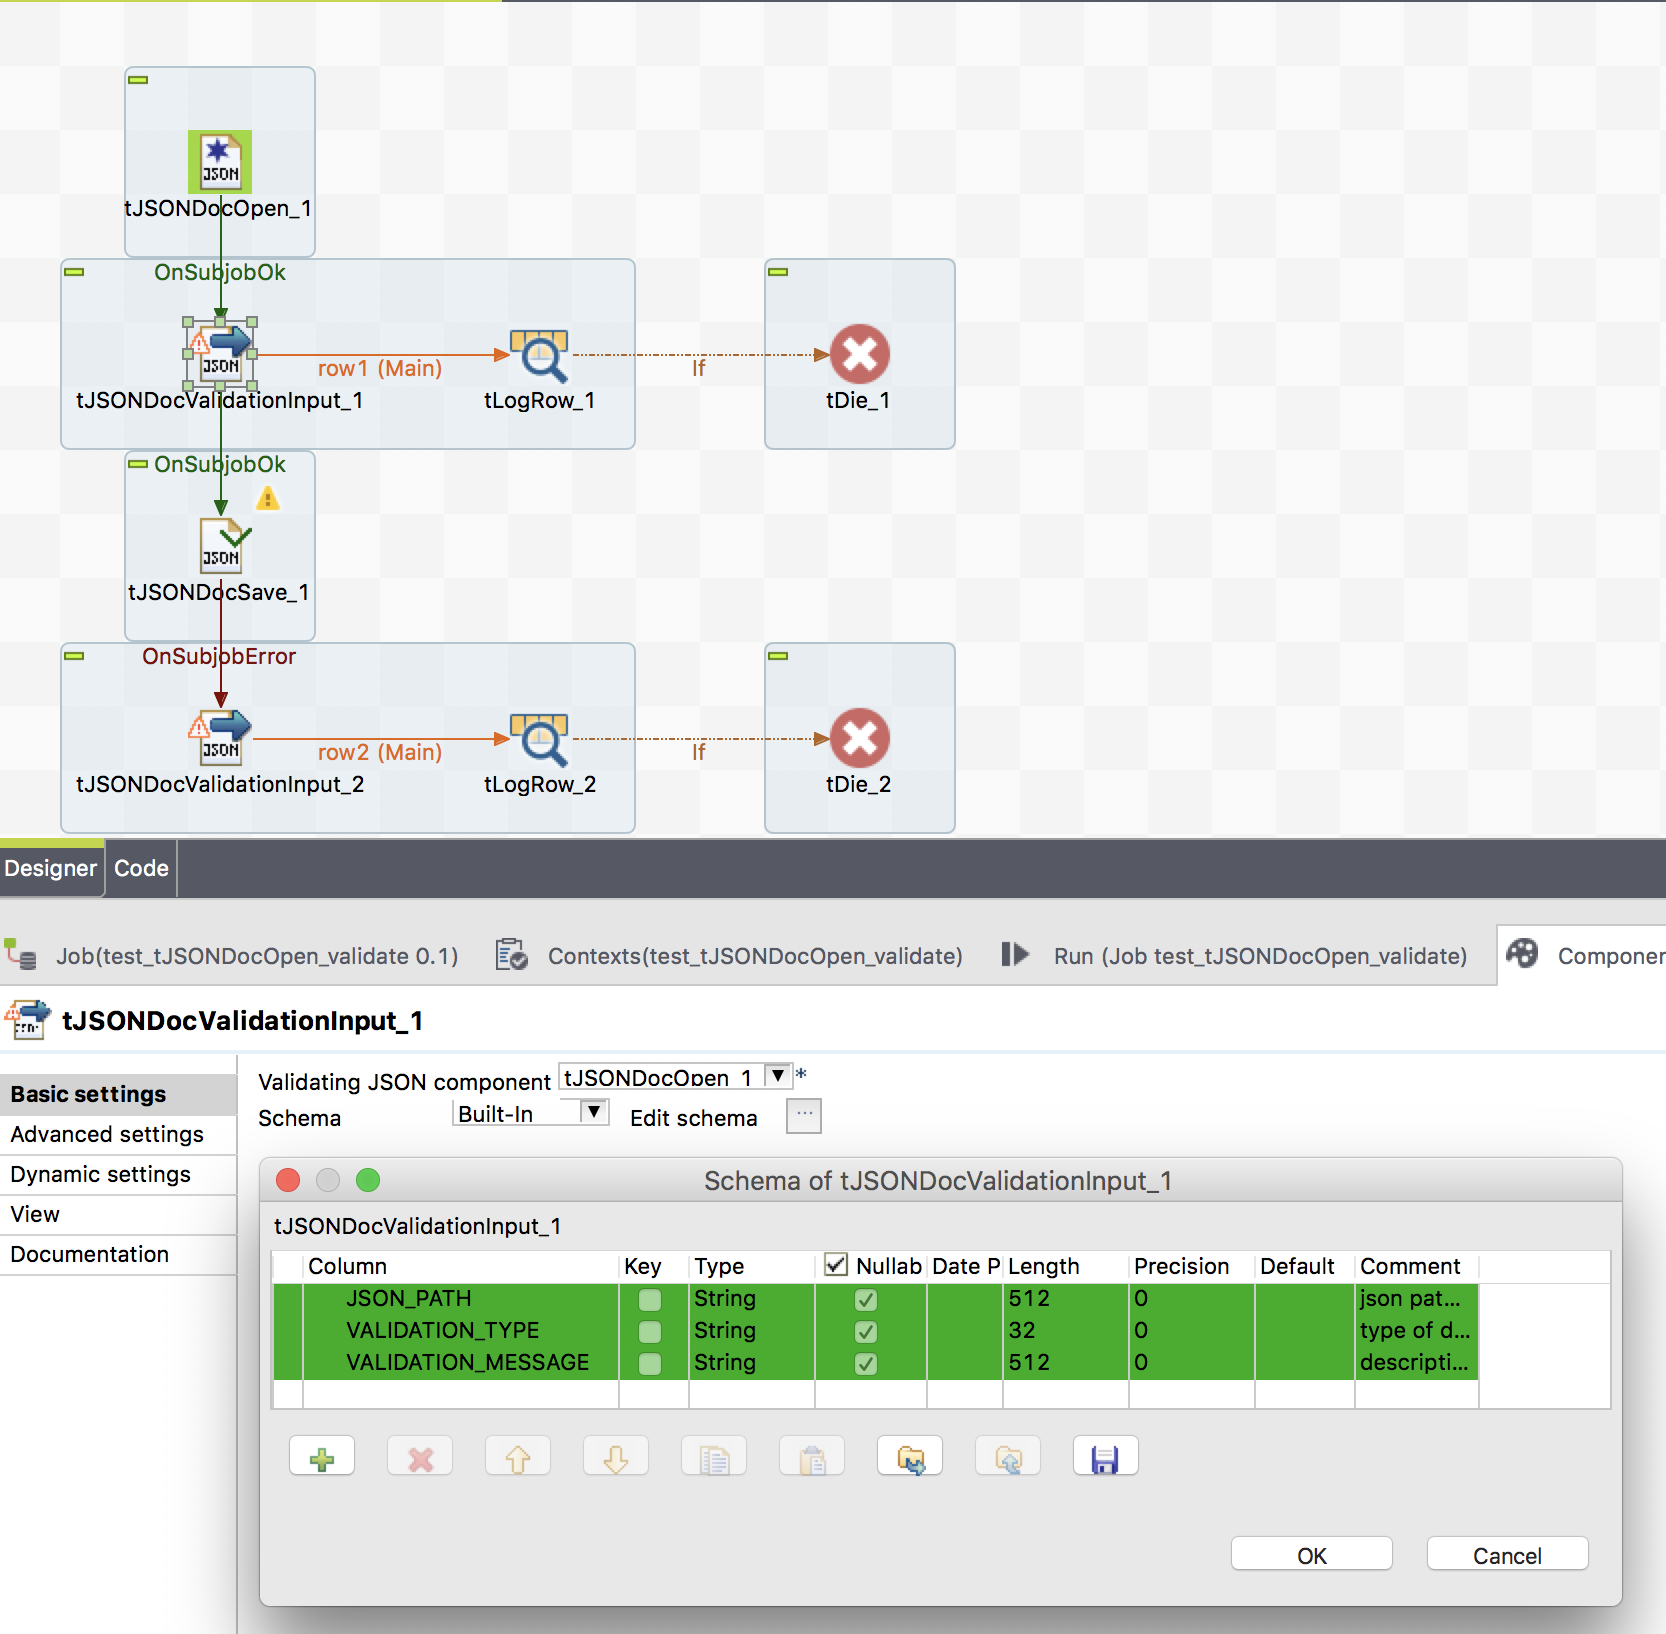 JSON
tJSONDocOpen_1
OnSubjobOk
JSON
row1 (Main)
If
tJSONDocValidationInput_1
tLogRow_1
tDie_1
OnSubjobOk
JSON
tJSONDocSave_1
OnSubjobError
JSON
row2 (Main)
If
tJSONDocValidationInput_2
tLogRow_2
tDie_2
Designer
Code
Job(test_tJSONDocOpen_validate 0.1)
Contexts(test_tJSONDocOpen_validate)
Run (Job test_tJSONDocOpen_validate)
Componen
tJSONDocValidationInput_1
Basic settings
Advanced settings
Dynamic settings
View
Documentation
Validating JSON component tJSONDocOpen_1 *
Schema Built-In Edit schema ...
Schema of tJSONDocValidationInput_1
tJSONDocValidationInput_1
Column Key Type Nullab Date P Length Precision Default Comment
JSON_PATH String 512 0 json pat...
VALIDATION_TYPE String 32 0 type of d...
VALIDATION_MESSAGE String 512 0 descripti...
OK Cancel